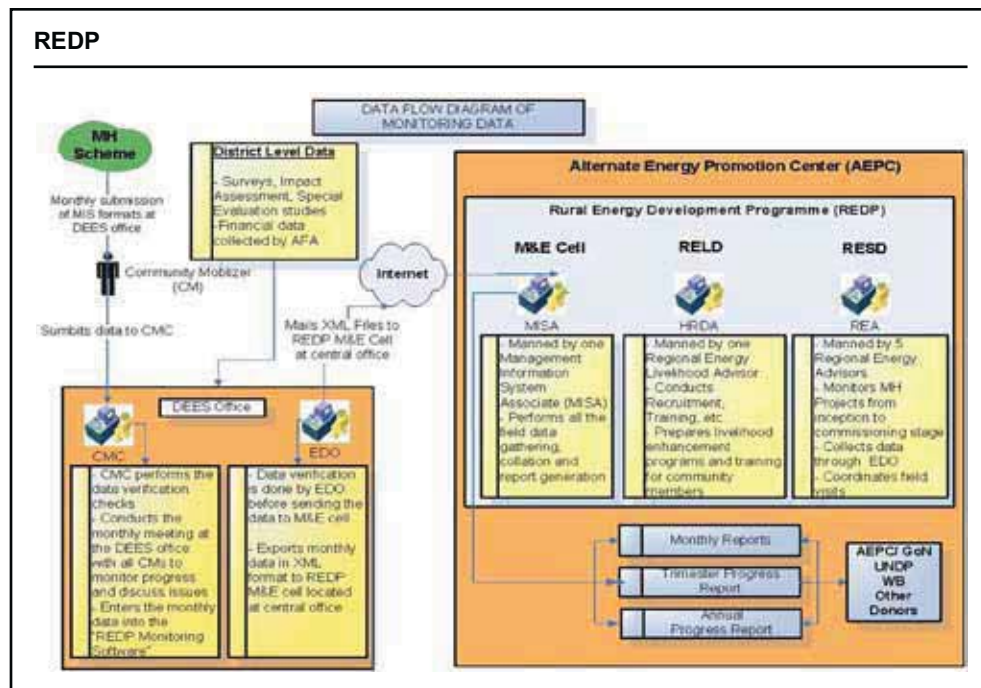 REDP
DATA FLOW DIAGRAM OF
MONITORING DATA
MH
Scheme
Monthly submission
of MIS formats at
DEES office
Community Moblizer
(CM)
Sumbits data to CMC
District Level Data
- Surveys, Impact
Assessment, Special
Evaluation studies
-Financial data
collected by AFA
Internet
Mails XML Files to
REDP M&E Cell
at central office
DEES Office
CMC
- CMC performs the
data verification
checks
- Conducts the
monthly meeting at
the DEES office
with all CMs to
monitor progress
and discuss issues
- Enters the monthly
data into the
"REDP Monitoring
Software"
EDO
- Data verification
is done by EDO
before sending the
data to M&E cell
- Exports monthly
data in XML
format to REDP
M&E cell located
at central office
Alternate Energy Promotion Center (AEPC)
Rural Energy Development Programme (REDP)
M&E Cell
MISA
- Manned by one
Management
Information
System
Associate (MISA)
- Performs all the
field data
gathering,
collation and
report generation
RELD
HRDA
- Manned by one
Regional Energy
Livelihood Advisor
- Conducts
Recruitment,
Training, etc
- Prepares livelihood
enhancement
programs and training
for community
members
RESD
REA
- Manned by 5
Regional Energy
Advisors
- Monitors MH
Projects from
inception to
commissioning stage
- Collects data
through EDO
- Coordinates field
visits
Monthly Reports
Trimester Progress
Report
Annual
Progress Report
AEPC/ GoN
UNDP
WB
Other
Donors